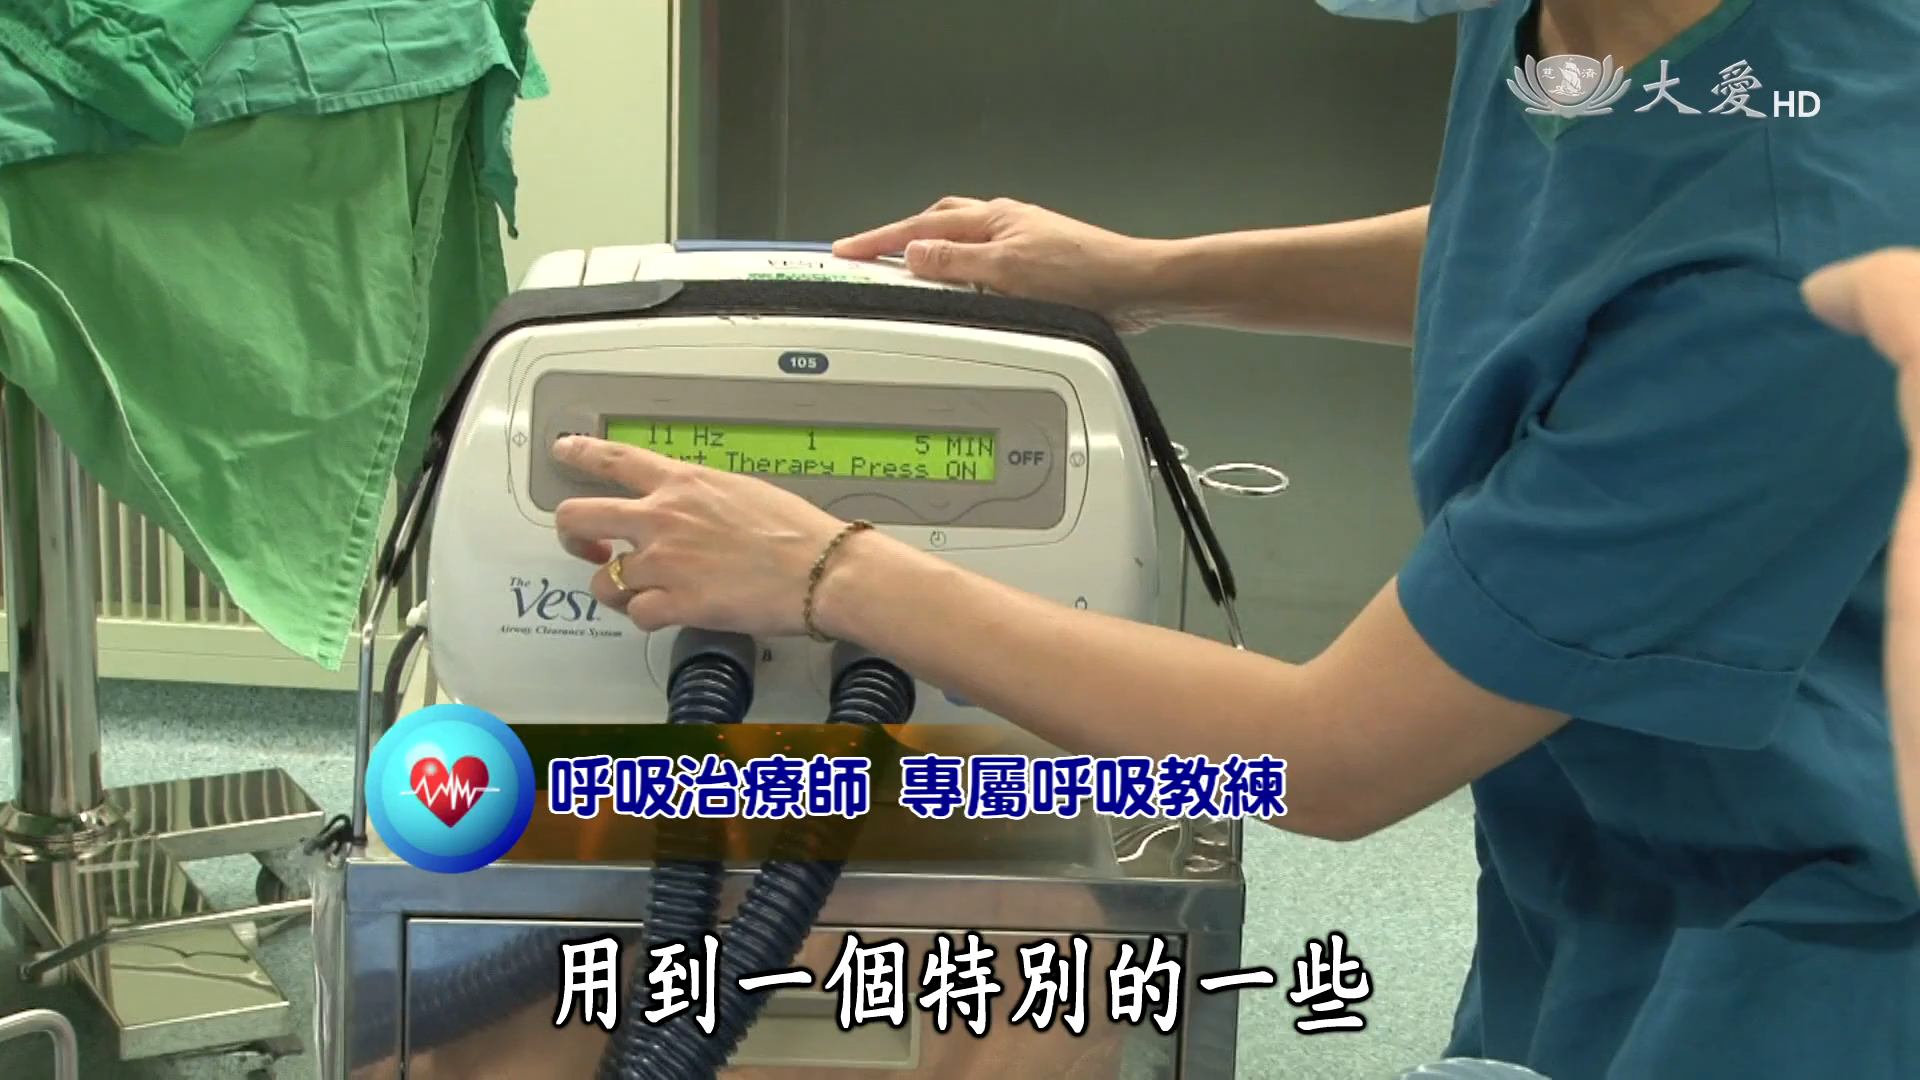 慈濟
大愛HD
105
11 Hz 1 5 MIN
Therapy Press ON
OFF
The
Vest
Airway Clearance System
呼吸治療師 專屬呼吸教練
用到一個特別的一些